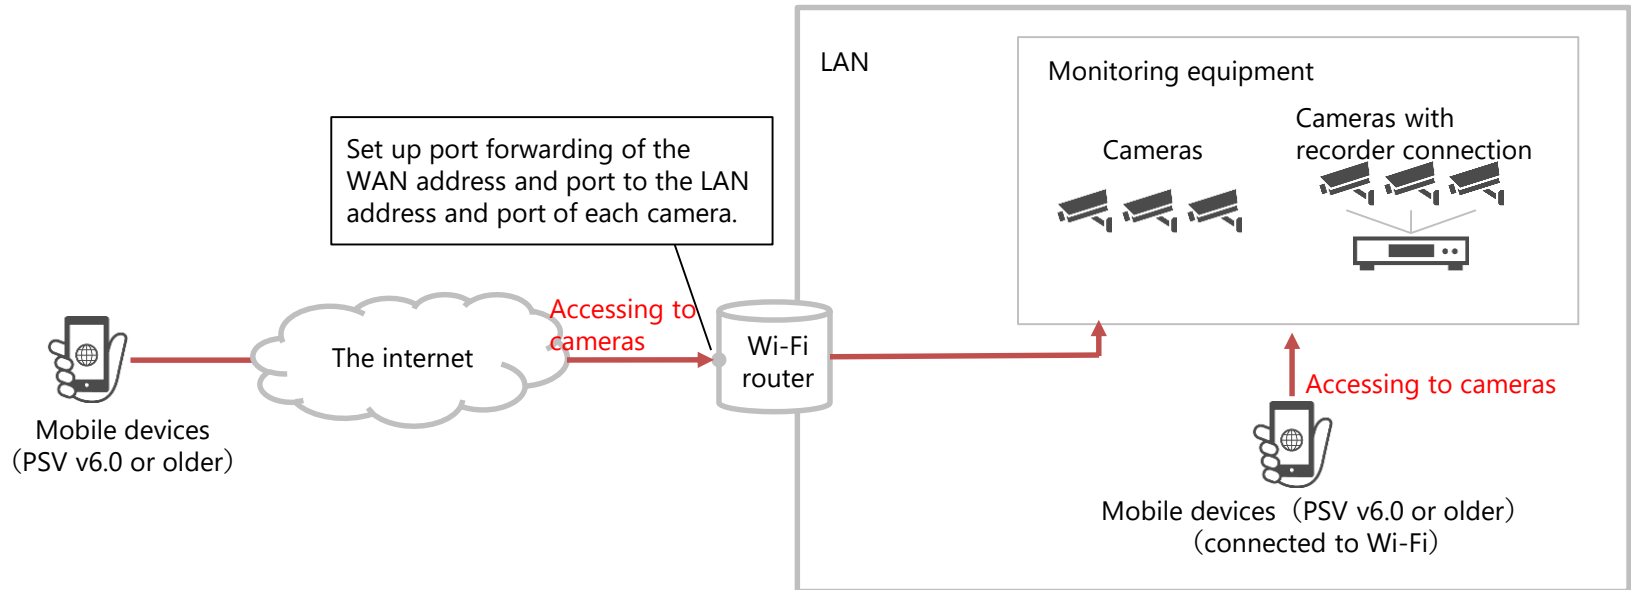 LAN
Monitoring equipment
Cameras
Cameras with
recorder connection
Set up port forwarding of the
WAN address and port to the LAN
address and port of each camera.
Accessing to
cameras
The internet
Wi-Fi
router
Mobile devices
（PSV v6.0 or older）
Accessing to cameras
Mobile devices（PSV v6.0 or older）
（connected to Wi-Fi）